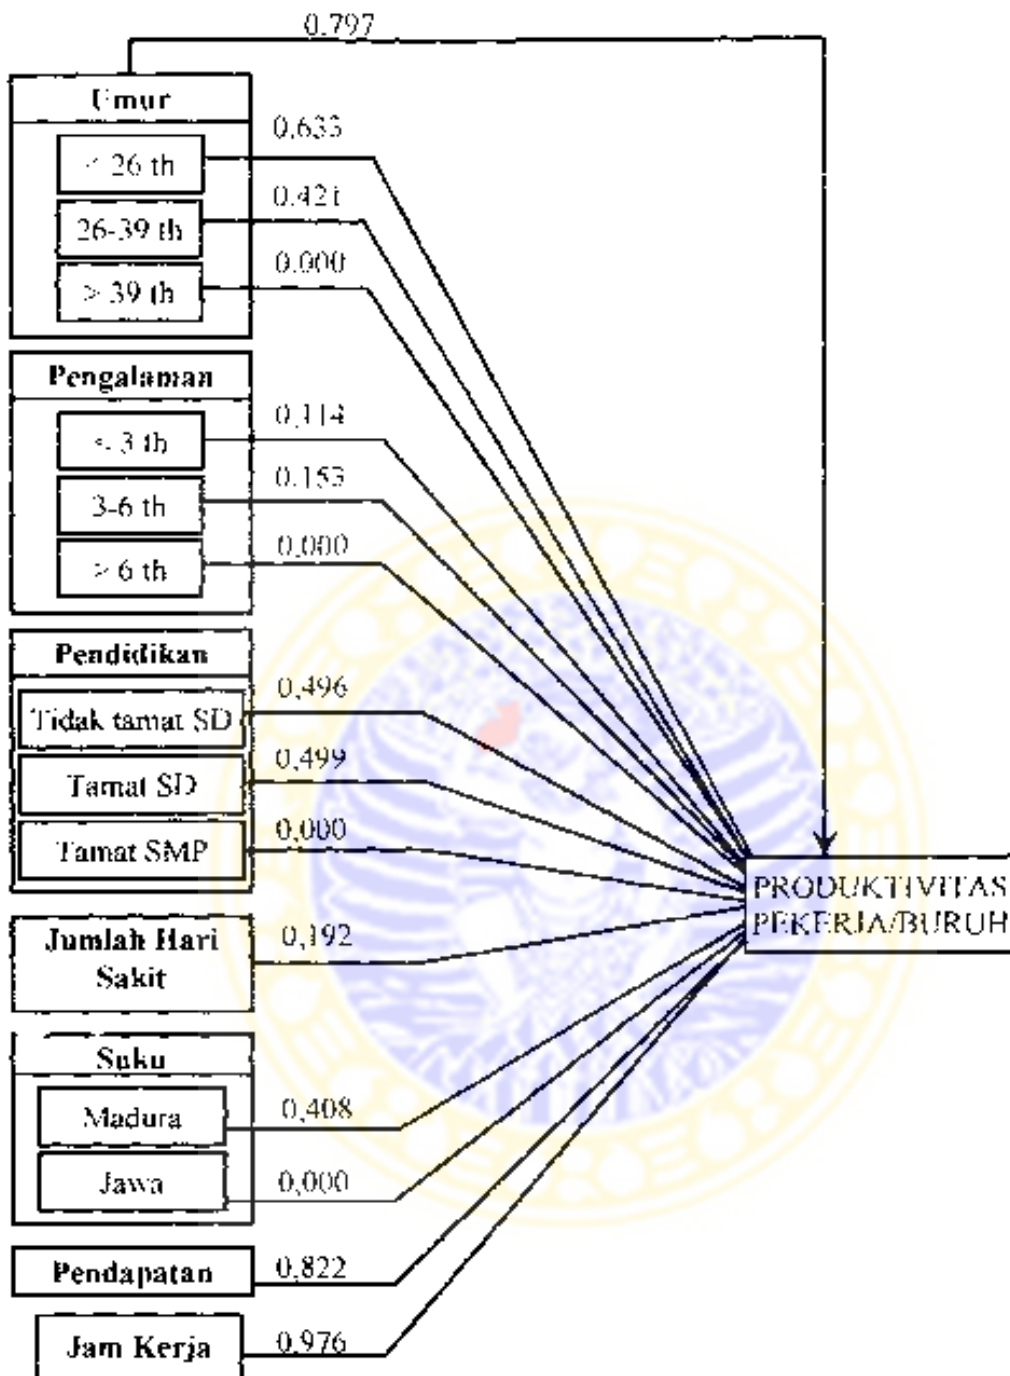 0.797
Umur
0,633
< 26 th
0.421
26-39 th
0.000
> 39 th
Pengalaman
0,114
< 3 th
0.153
3-6 th
0,000
> 6 th
Pendidikan
0,496
Tidak tamat SD
0,499
Tamat SD
0,000
Tamat SMP
PRODUKTIVITAS
PEKERJA/BURUH
Jumlah Hari
0,192
Sakit
Suku
Madura
0,408
Jawa
0,000
Pendapatan
0,822
Jam Kerja
0,976